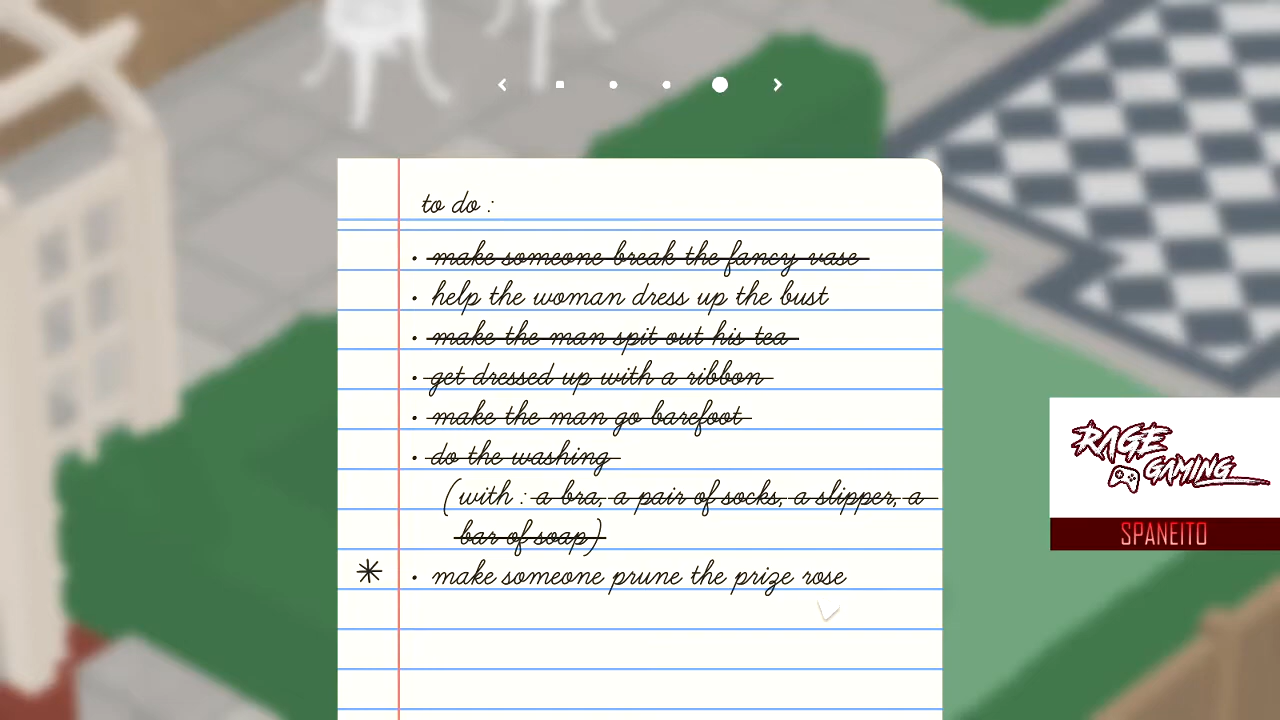 to do :
• make someone break the fancy vase
• help the woman dress up the bust
• make the man spit out his tea
• get dressed up with a ribbon
• make the man go barefoot
• do the washing
(with : a bra, a pair of socks, a slipper, a
bar of soap)
* • make someone prune the prize rose
RAGE
GAMING
SPANEITO